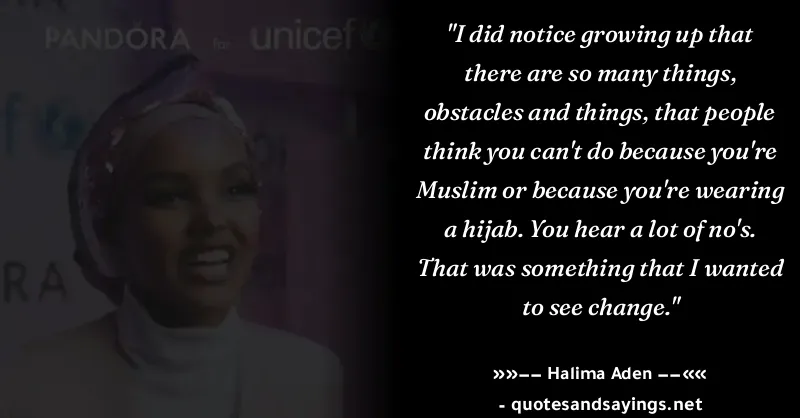 PANDÓRA for unicef
"I did notice growing up that
there are so many things,
obstacles and things, that people
think you can't do because you're
Muslim or because you're wearing
a hijab. You hear a lot of no's.
That was something that I wanted
to see change."
RA
»»−− Halima Aden −−««
- quotesandsayings.net